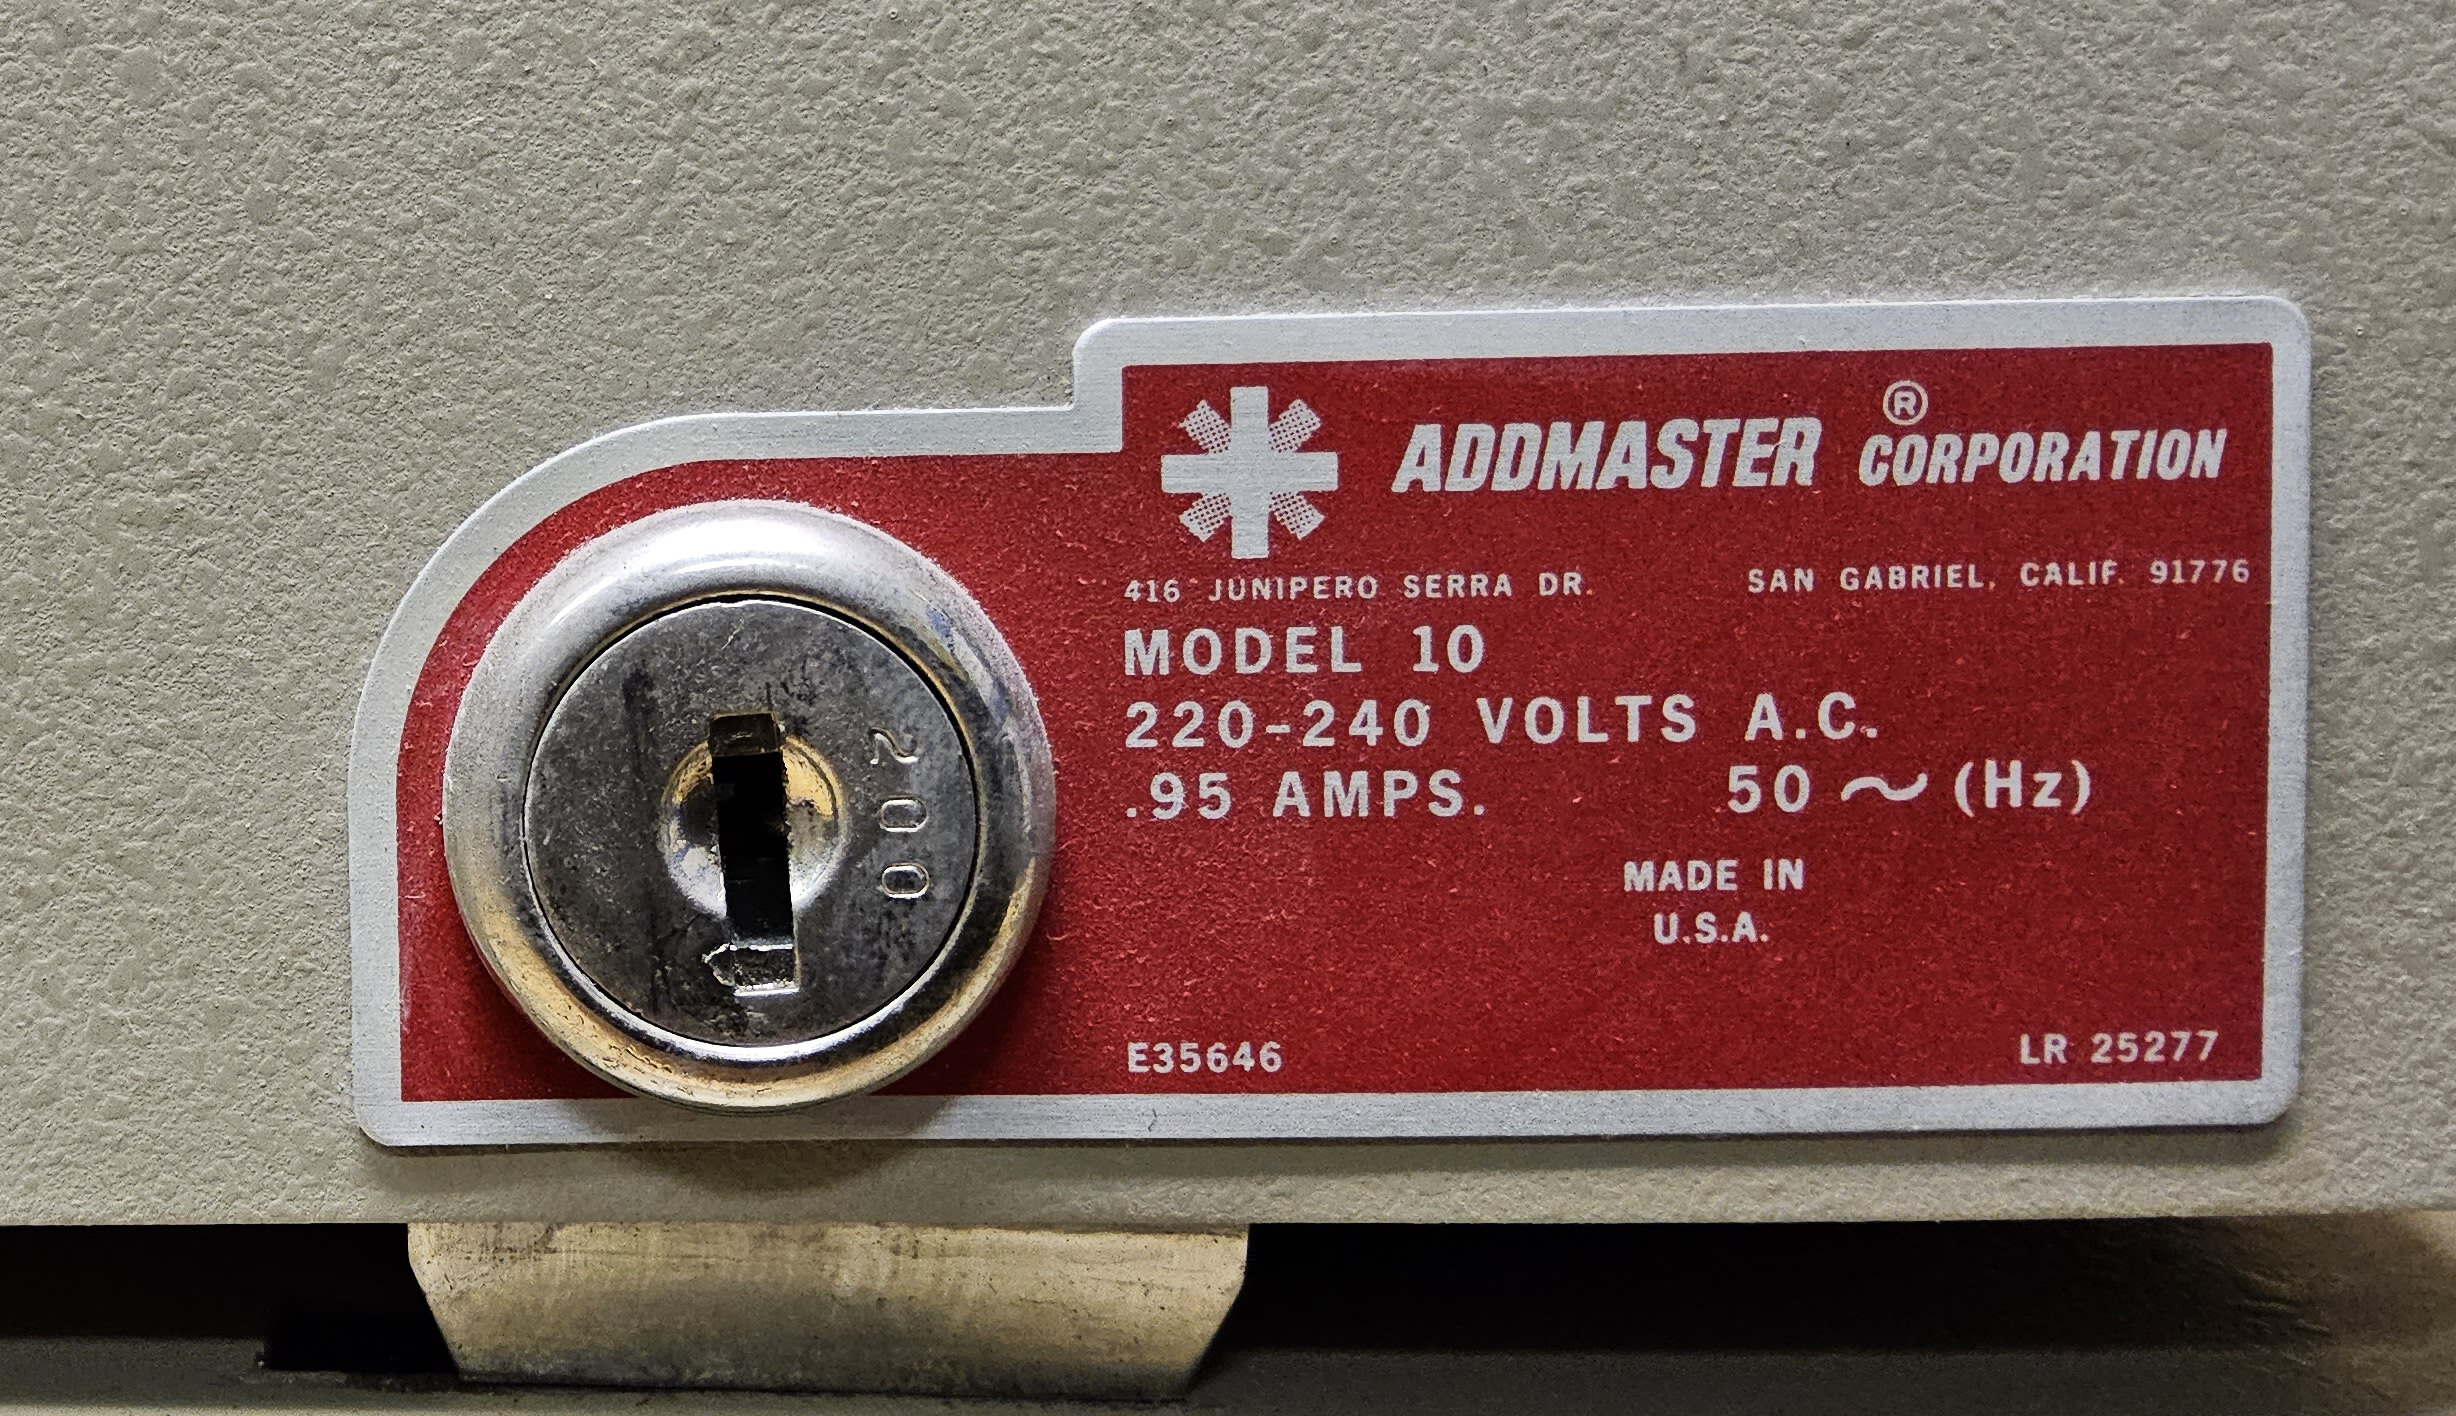 ADDMASTER ® CORPORATION
416 JUNIPERO SERRA DR. SAN GABRIEL, CALIF. 91776
MODEL 10
220-240 VOLTS A.C.
.95 AMPS. 50 ~ (Hz)
MADE IN
U.S.A.
E35646 LR 25277
200